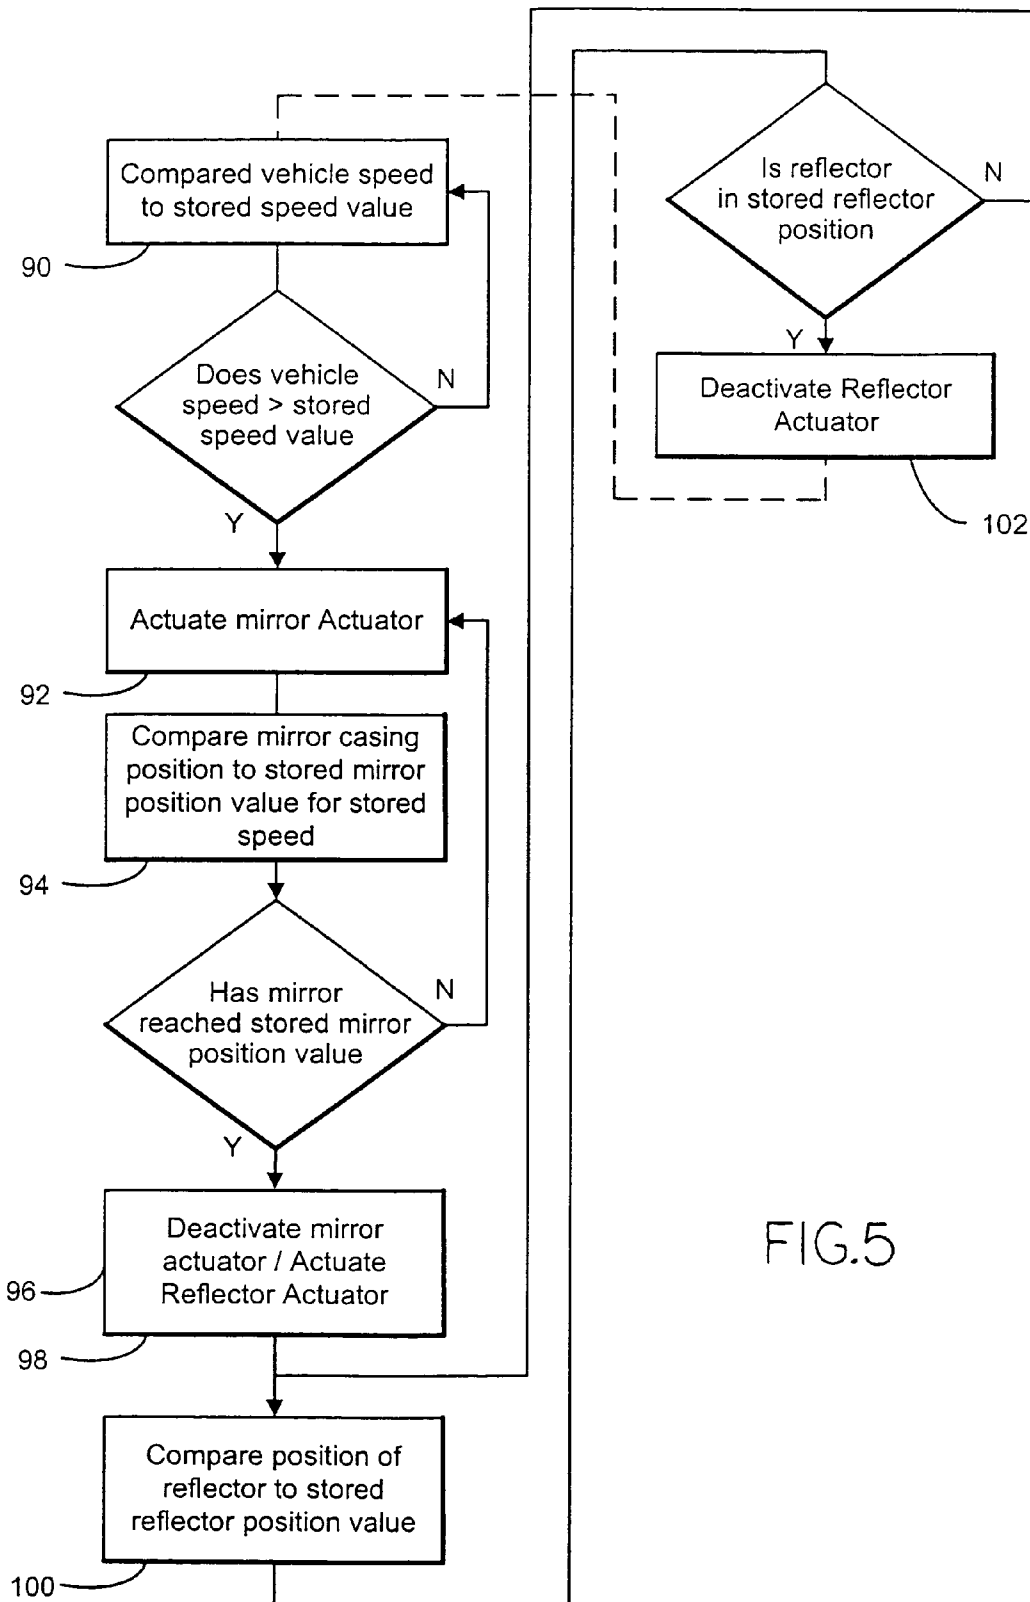 Compared vehicle speed
to stored speed value
90
Does vehicle
speed > stored
speed value
N
Y
Actuate mirror Actuator
92
Compare mirror casing
position to stored mirror
position value for stored
speed
94
Has mirror
reached stored mirror
position value
N
Y
Deactivate mirror
actuator / Actuate
Reflector Actuator
96
98
Compare position of
reflector to stored
reflector position value
100
Is reflector
in stored reflector
position
N
Y
Deactivate Reflector
Actuator
102
FIG.5